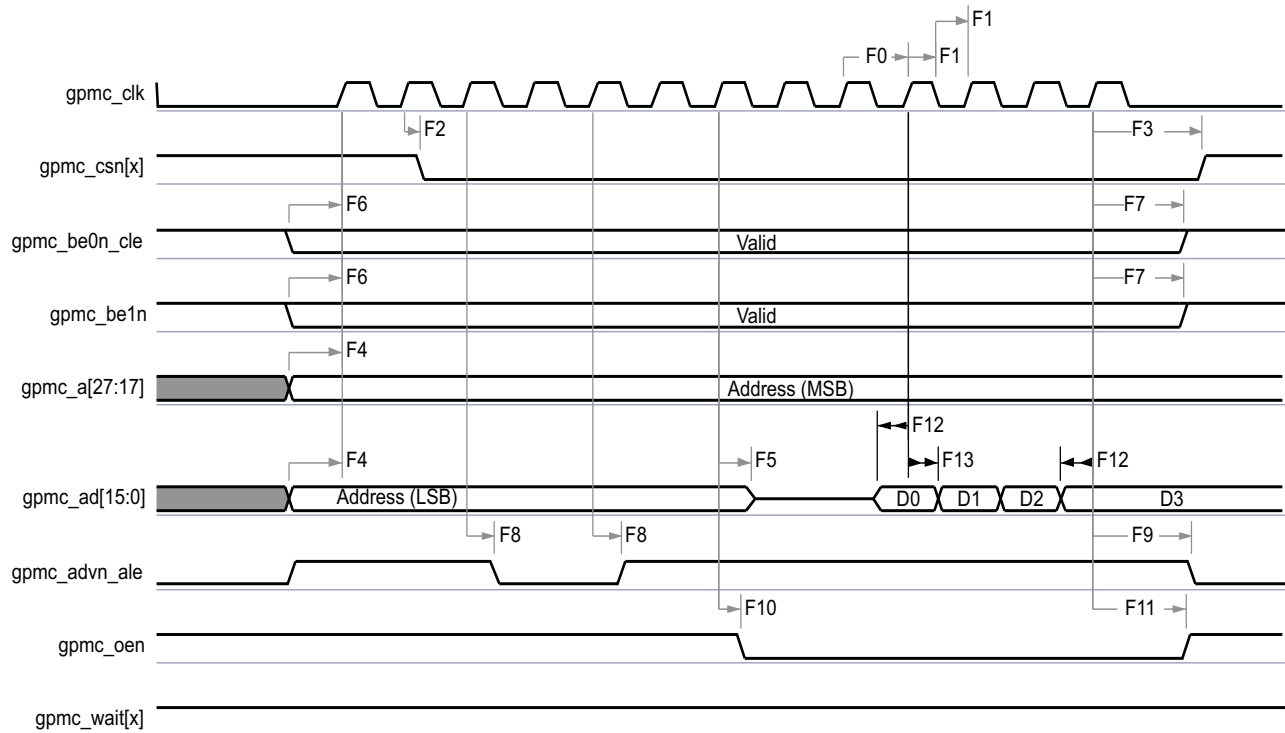 F1
F0 F1
gpmc_clk
F2 F3
gpmc_csn[x]
F6 F7
gpmc_be0n_cle
Valid
F6 F7
gpmc_be1n
Valid
F4
gpmc_a[27:17]
Address (MSB)
F12
F4 F5 F13 F12
gpmc_ad[15:0]
Address (LSB) D0 D1 D2 D3
F8 F8 F9
gpmc_advn_ale
F10 F11
gpmc_oen
gpmc_wait[x]